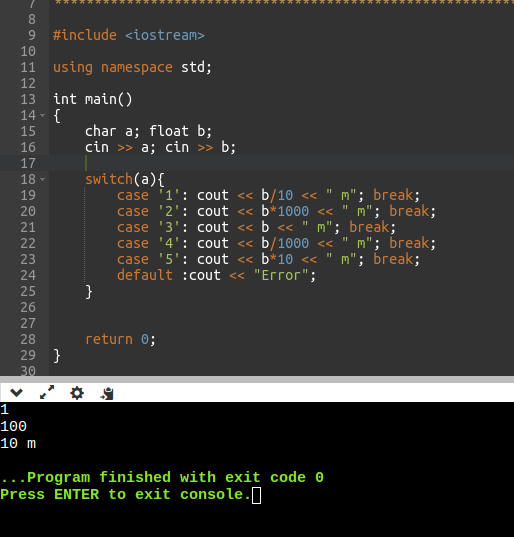 7 ******************************************************
8
9 #include <iostream>
10
11 using namespace std;
12
13 int main()
14 {
15     char a; float b;
16     cin >> a; cin >> b;
17
18     switch(a){
19         case '1': cout << b/10 << " m"; break;
20         case '2': cout << b*1000 << " m"; break;
21         case '3': cout << b << " m"; break;
22         case '4': cout << b/1000 << " m"; break;
23         case '5': cout << b*10 << " m"; break;
24         default :cout << "Error";
25     }
26
27
28     return 0;
29 }
30
1
100
10 m
...Program finished with exit code 0
Press ENTER to exit console.